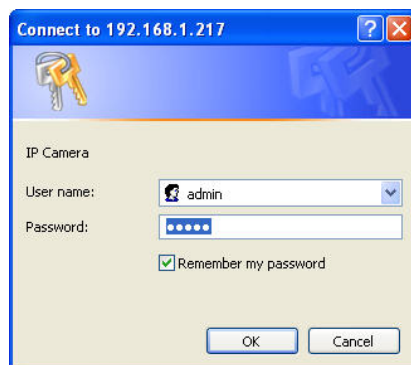 Connect to 192.168.1.217
IP Camera
User name: admin
Password: •••••
Remember my password
OK Cancel